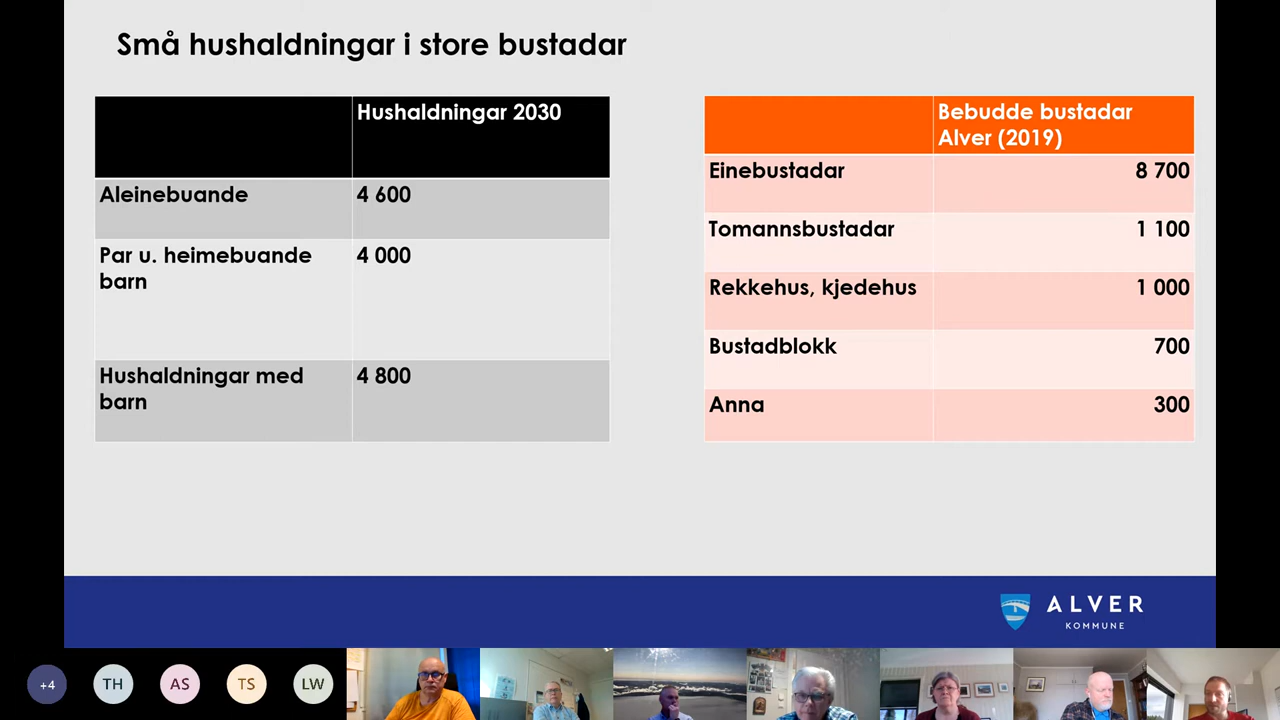 Små hushaldningar i store bustadar
Hushaldningar 2030
Aleinebuande
4 600
Par u. heimebuande
barn
4 000
Hushaldningar med
barn
4 800
Bebudde bustadar
Alver (2019)
Einebustadar
8 700
Tomannsbustadar
1 100
Rekkehus, kjedehus
1 000
Bustadblokk
700
Anna
300
ALVER
KOMMUNE
+4
TH
AS
TS
LW